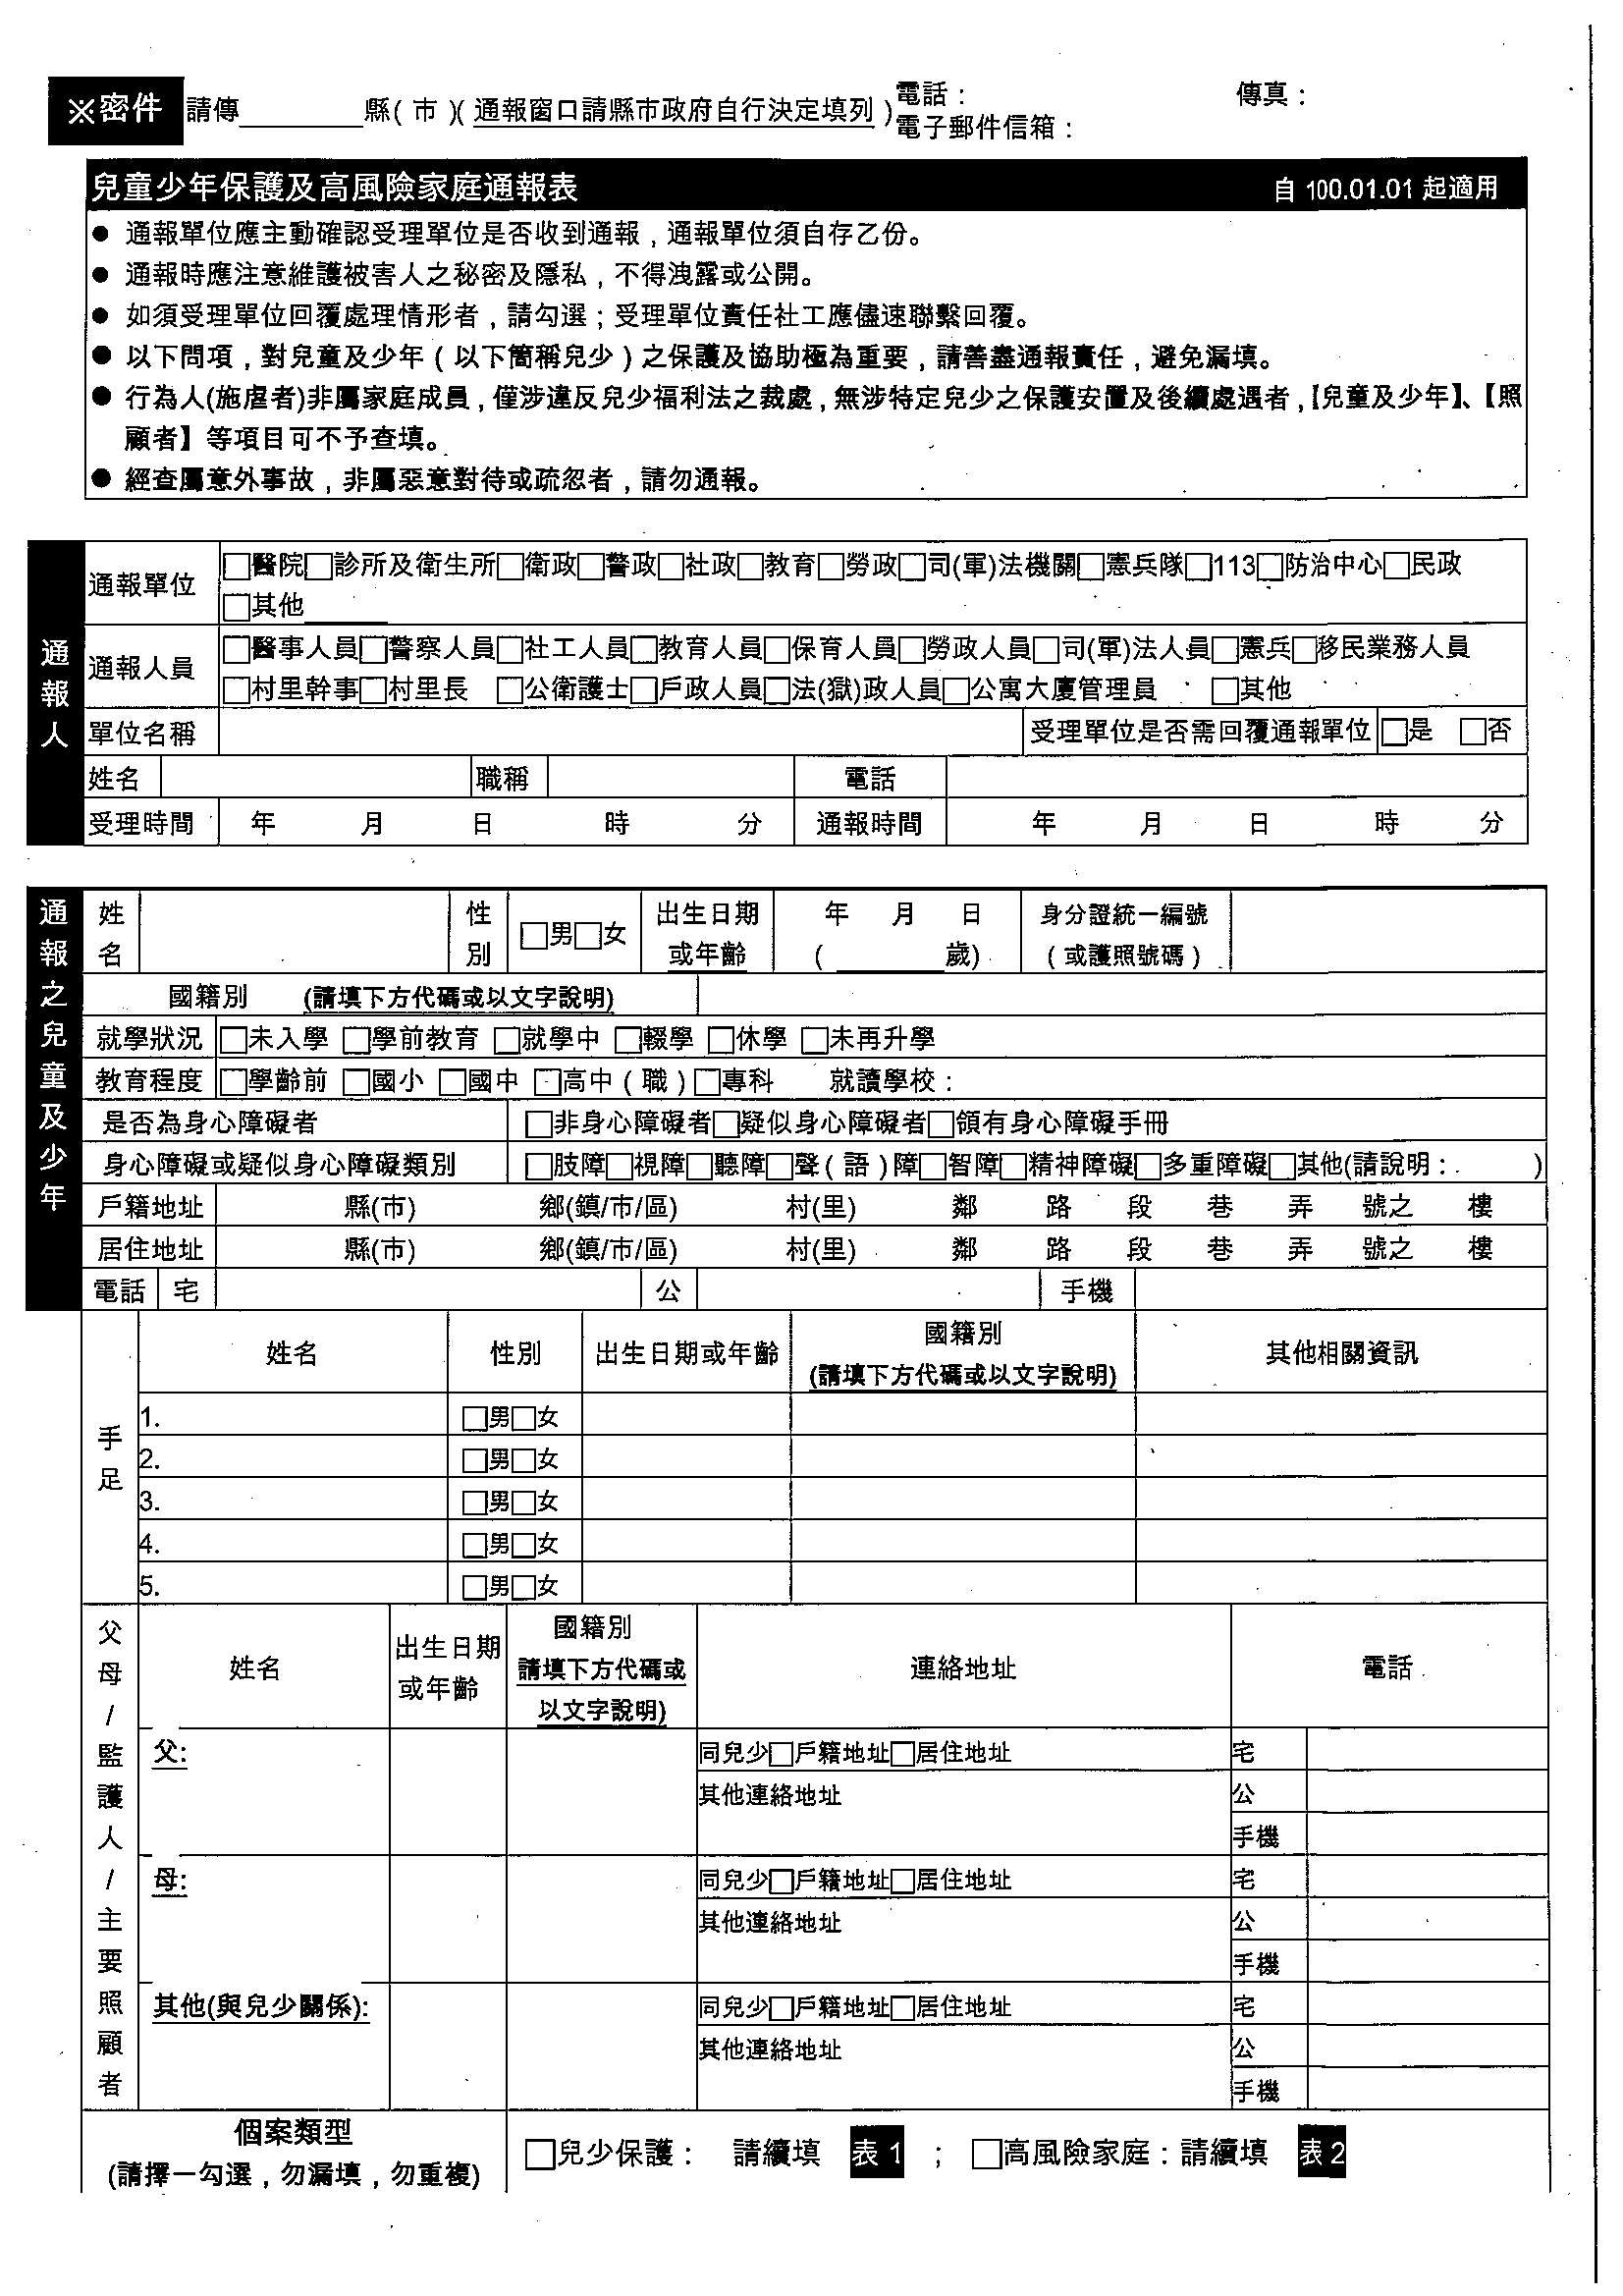 ※密件 請傳________縣(市)(通報窗口請縣市政府自行決定填列) 電話： 傳真：
電子郵件信箱：
兒童少年保護及高風險家庭通報表 自 100.01.01 起適用
● 通報單位應主動確認受理單位是否收到通報，通報單位須自存乙份。
● 通報時應注意維護被害人之秘密及隱私，不得洩露或公開。
● 如須受理單位回覆處理情形者，請勾選；受理單位責任社工應儘速聯繫回覆。
● 以下問項，對兒童及少年（以下簡稱兒少）之保護及協助極為重要，請善盡通報責任，避免漏填。
● 行為人(施虐者)非屬家庭成員，僅涉違反兒少福利法之裁處，無涉特定兒少之保護安置及後續處遇者，【兒童及少年】、【照
顧者】等項目可不予查填。
● 經查屬意外事故，非屬惡意對待或疏忽者，請勿通報。
通報人
通報單位 □醫院□診所及衛生所□衛政□警政□社政□教育□勞政□司(軍)法機關□憲兵隊□113□防治中心□民政
□其他______
通報人員 □醫事人員□警察人員□社工人員□教育人員□保育人員□勞政人員□司(軍)法人員□憲兵□移民業務人員
□村里幹事□村里長 □公衛護士□戶政人員□法(獄)政人員□公寓大廈管理員 □其他
單位名稱 受理單位是否需回覆通報單位 □是 □否
姓名 職稱 電話
受理時間 年 月 日 時 分 通報時間 年 月 日 時 分
通報之兒童及少年
姓名 性別 □男□女 出生日期或年齡 年 月 日 (________歲) 身分證統一編號（或護照號碼）
國籍別 (請填下方代碼或以文字說明)
就學狀況 □未入學 □學前教育 □就學中 □輟學 □休學 □未再升學
教育程度 □學齡前 □國小 □國中 □高中（職）□專科 就讀學校：
是否為身心障礙者 □非身心障礙者□疑似身心障礙者□領有身心障礙手冊
身心障礙或疑似身心障礙類別 □肢障□視障□聽障□聲（語）障□智障□精神障礙□多重障礙□其他(請說明： )
戶籍地址 縣(市) 鄉(鎮/市/區) 村(里) 鄰 路 段 巷 弄 號之 樓
居住地址 縣(市) 鄉(鎮/市/區) 村(里) 鄰 路 段 巷 弄 號之 樓
電話 宅 公 手機
手足
姓名 性別 出生日期或年齡 國籍別 (請填下方代碼或以文字說明) 其他相關資訊
1. □男□女
2. □男□女
3. □男□女
4. □男□女
5. □男□女
父母/監護人/主要照顧者
姓名 出生日期或年齡 國籍別 請填下方代碼或以文字說明) 連絡地址 電話
父: 同兒少□戶籍地址□居住地址 宅
其他連絡地址 公
手機
母: 同兒少□戶籍地址□居住地址 宅
其他連絡地址 公
手機
其他(與兒少關係): 同兒少□戶籍地址□居住地址 宅
其他連絡地址 公
手機
個案類型
(請擇一勾選，勿漏填，勿重複) □兒少保護： 請續填 表 1 ； □高風險家庭：請續填 表 2